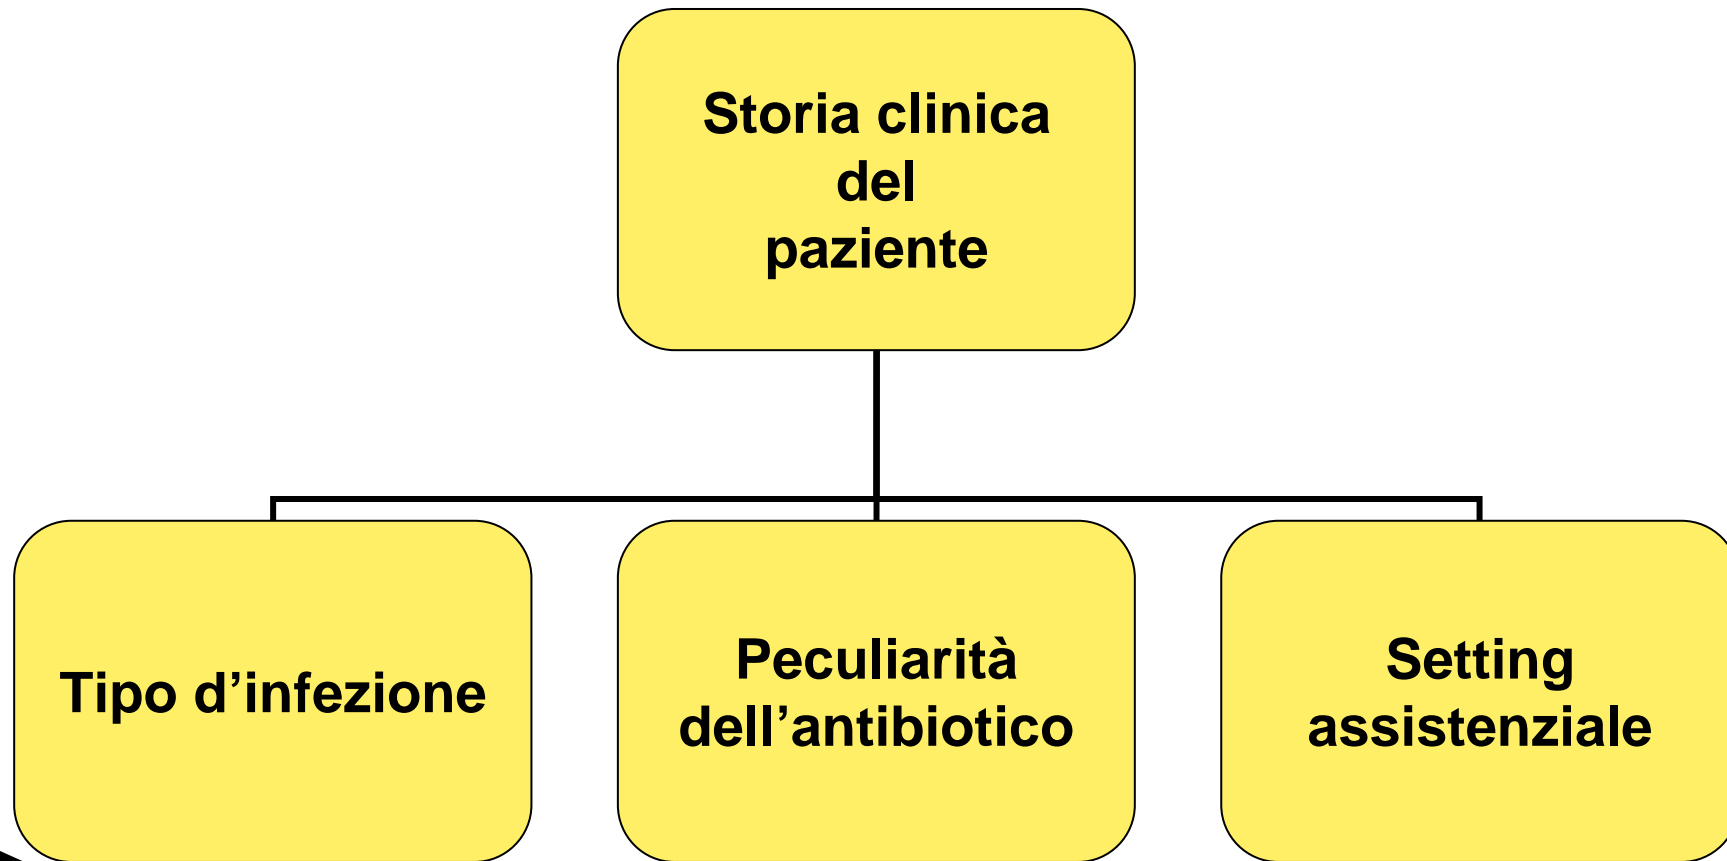 Storia clinica
del
paziente
Tipo d’infezione
Peculiarità
dell’antibiotico
Setting
assistenziale